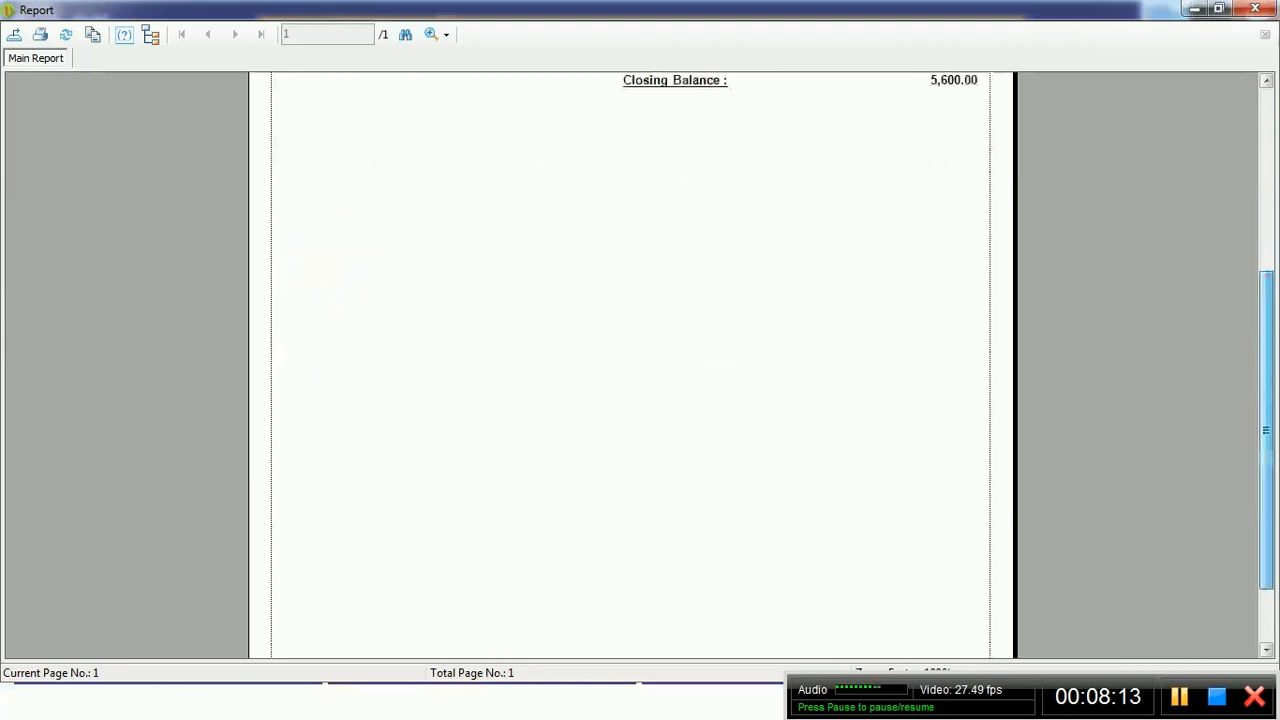 Report
1 /1
Main Report
Closing Balance : 5,600.00
Current Page No.: 1 Total Page No.: 1
Audio Video: 27.49 fps 00:08:13
Press Pause to pause/resume